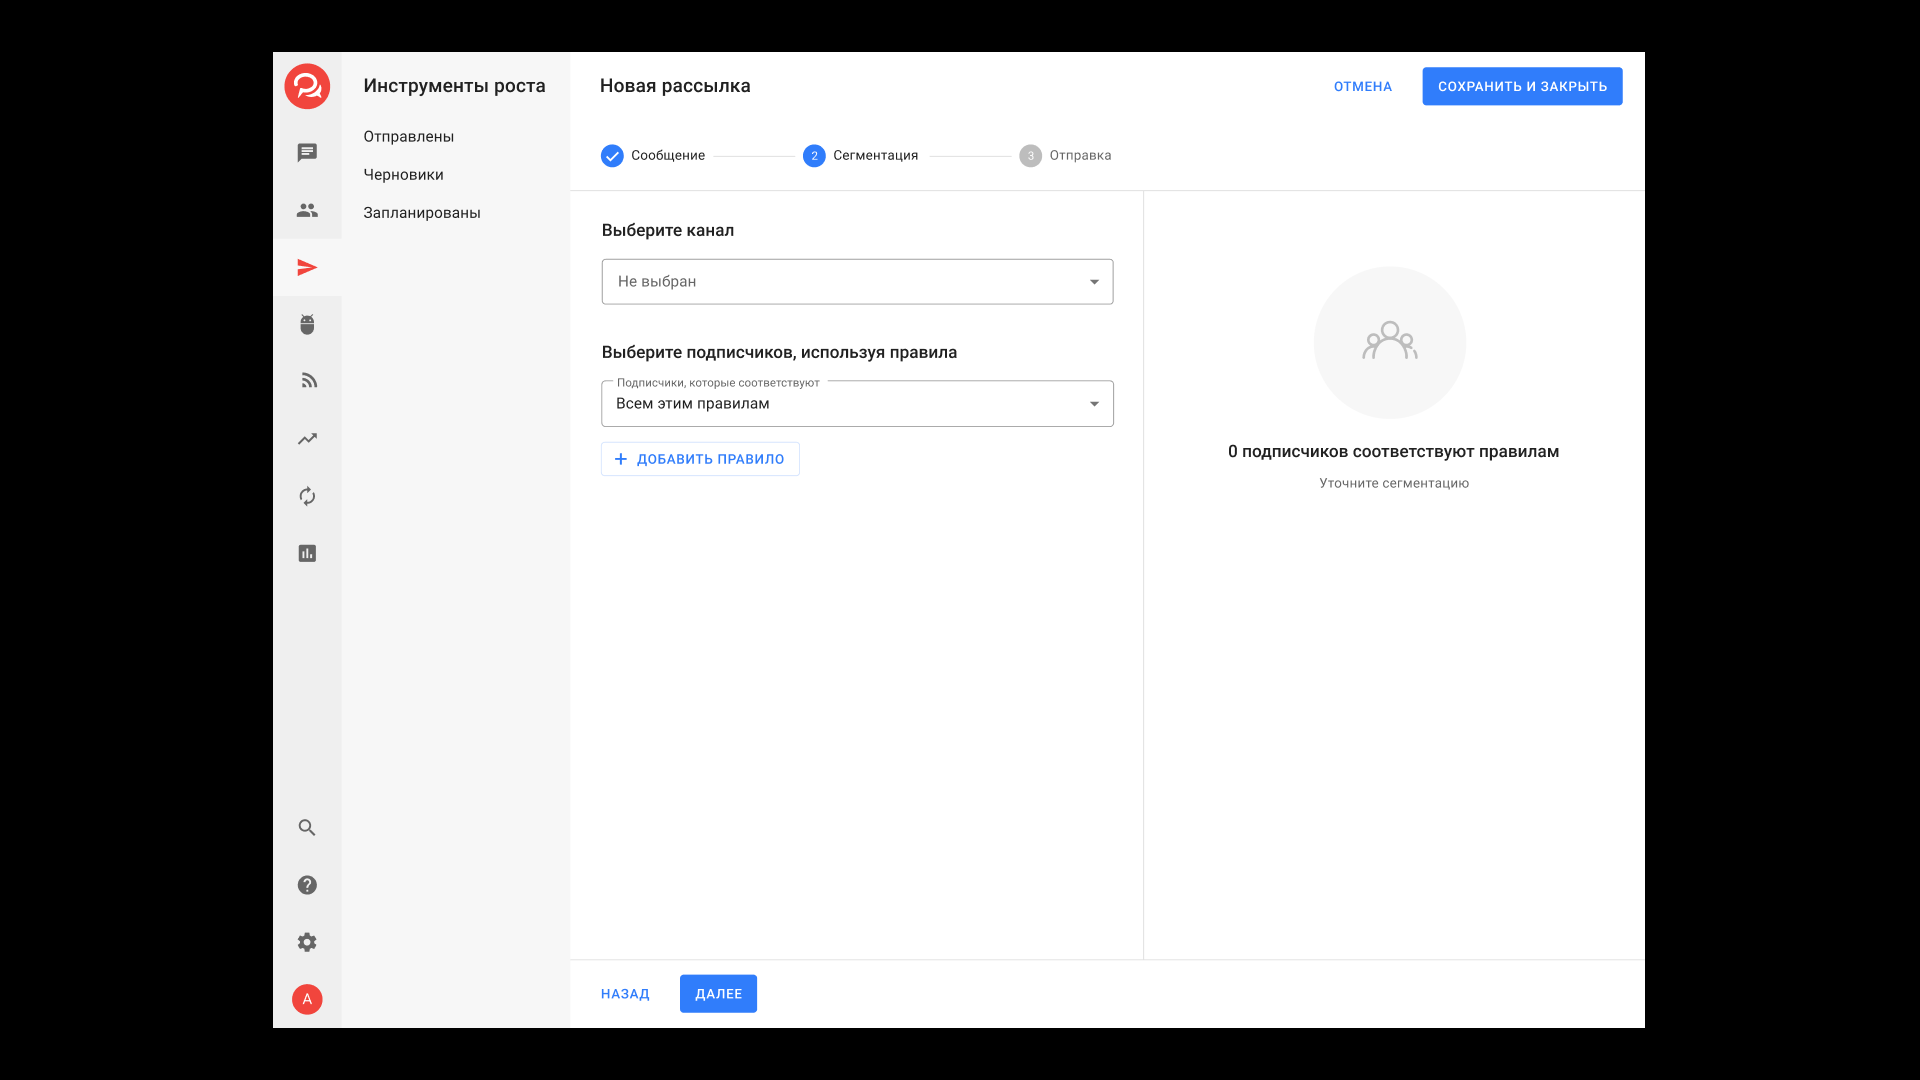 Инструменты роста
Отправлены
Черновики
Запланированы
A
Новая рассылка
ОТМЕНА
СОХРАНИТЬ И ЗАКРЫТЬ
Сообщение
2 Сегментация
3 Отправка
Выберите канал
Не выбран
Выберите подписчиков, используя правила
Подписчики, которые соответствуют
Всем этим правилам
+ ДОБАВИТЬ ПРАВИЛО
0 подписчиков соответствуют правилам
Уточните сегментацию
НАЗАД
ДАЛЕЕ